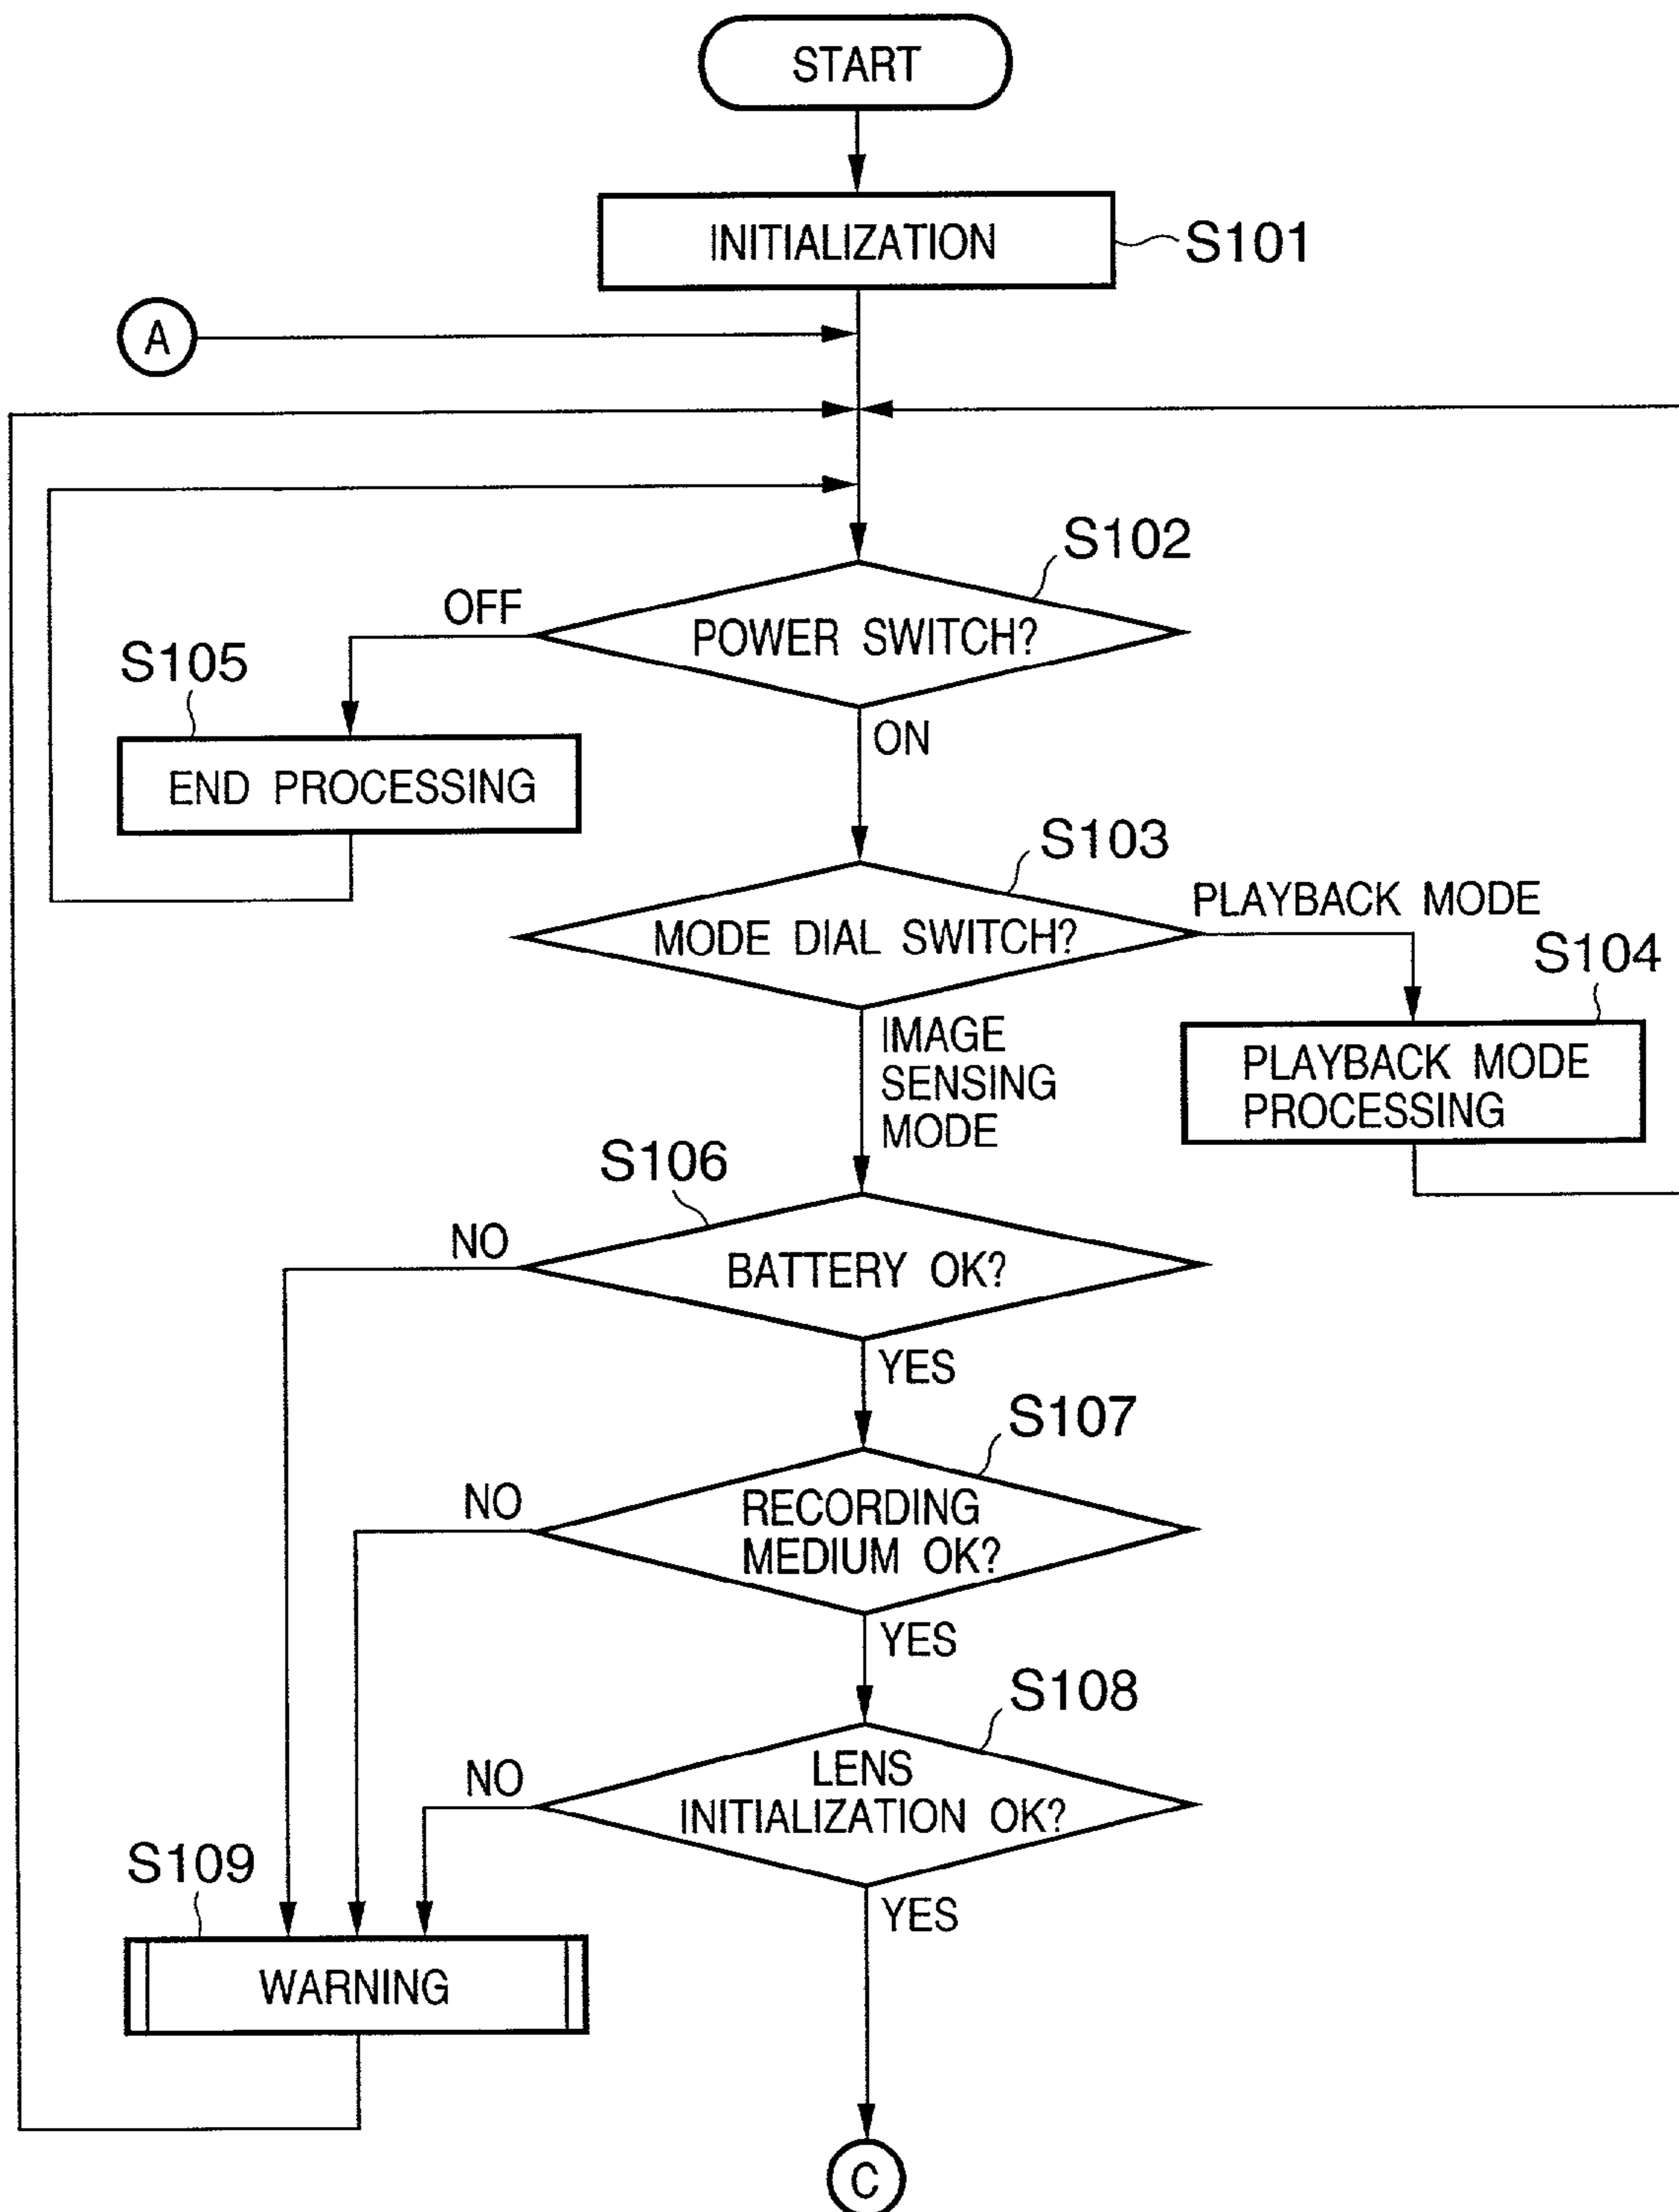 START
INITIALIZATION
S101
A
S102
OFF
POWER SWITCH?
S105
ON
END PROCESSING
S103
PLAYBACK MODE
MODE DIAL SWITCH?
S104
IMAGE
SENSING
MODE
PLAYBACK MODE
PROCESSING
S106
NO
BATTERY OK?
YES
S107
NO
RECORDING
MEDIUM OK?
YES
S108
NO
LENS
INITIALIZATION OK?
S109
YES
WARNING
C